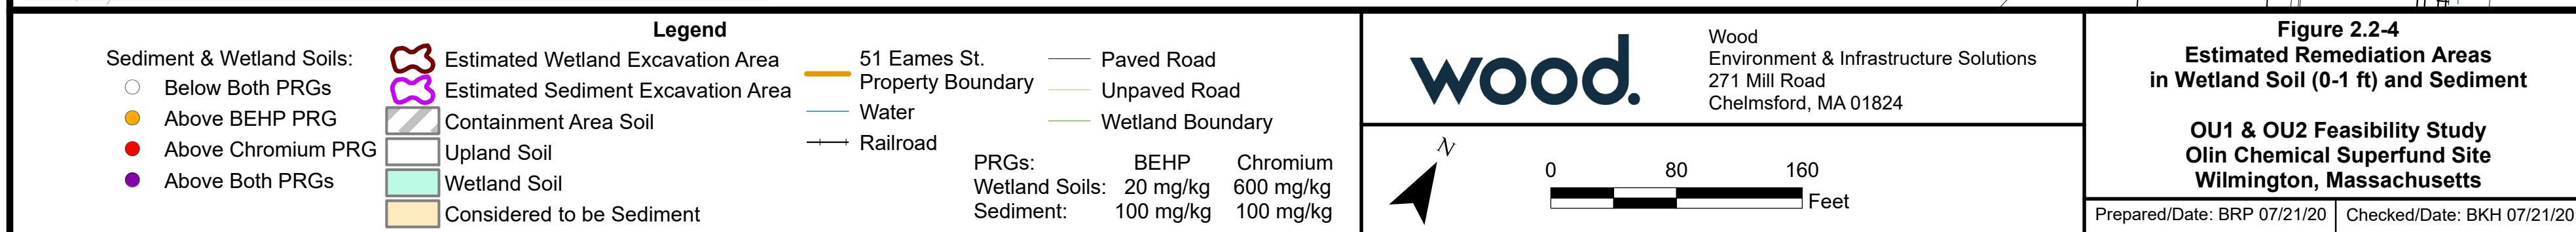 Legend
Sediment & Wetland Soils:
Below Both PRGs
Above BEHP PRG
Above Chromium PRG
Above Both PRGs
Estimated Wetland Excavation Area
Estimated Sediment Excavation Area
Containment Area Soil
Upland Soil
Wetland Soil
Considered to be Sediment
51 Eames St.
Property Boundary
Water
Railroad
Paved Road
Unpaved Road
Wetland Boundary
PRGs: BEHP Chromium
Wetland Soils: 20 mg/kg 600 mg/kg
Sediment: 100 mg/kg 100 mg/kg
wood.
Wood
Environment & Infrastructure Solutions
271 Mill Road
Chelmsford, MA 01824
N
0 80 160
Feet
Figure 2.2-4
Estimated Remediation Areas
in Wetland Soil (0-1 ft) and Sediment
OU1 & OU2 Feasibility Study
Olin Chemical Superfund Site
Wilmington, Massachusetts
Prepared/Date: BRP 07/21/20
Checked/Date: BKH 07/21/20